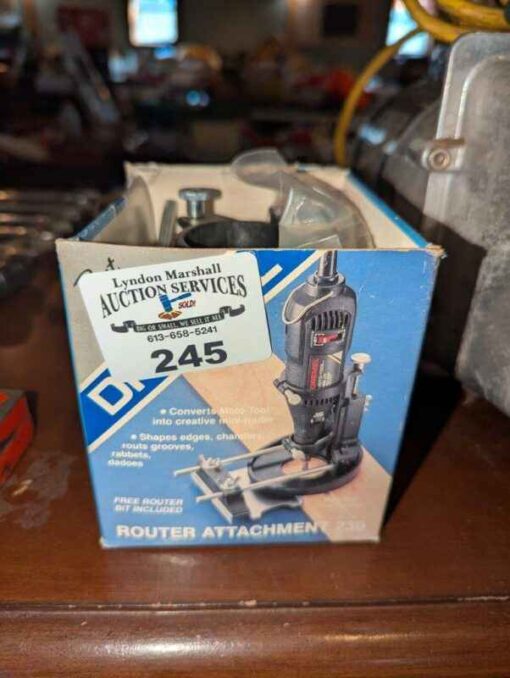 Lyndon Marshall
AUCTION SERVICES
SOLD!
BIG OR SMALL, WE SELL IT ALL
613-658-5241
245
• Converts Moto-Tool
into creative mini-router
• Shapes edges, chamfers,
routs grooves,
rabbets,
dadoes
FREE ROUTER
BIT INCLUDED
ROUTER ATTACHMENT 230